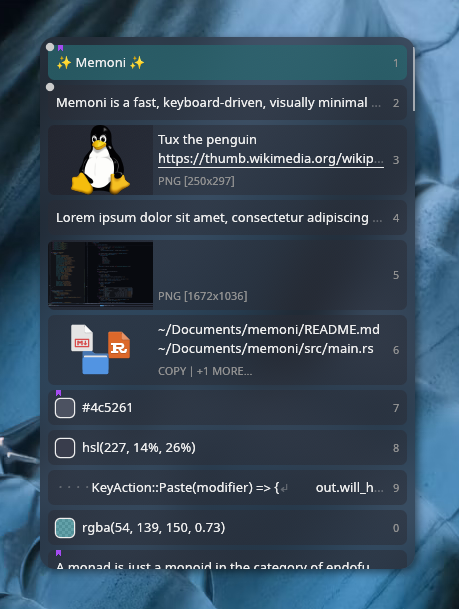 ✨ Memoni ✨ 1
Memoni is a fast, keyboard-driven, visually minimal ... 2
Tux the penguin
https://thumb.wikimedia.org/wikip... 3
PNG [250x297]
Lorem ipsum dolor sit amet, consectetur adipiscing ... 4
5
PNG [1672x1036]
~/Documents/memoni/README.md
~/Documents/memoni/src/main.rs 6
COPY | +1 MORE...
#4c5261 7
hsl(227, 14%, 26%) 8
····KeyAction::Paste(modifier) => {↵ out.will_h... 9
rgba(54, 139, 150, 0.73) 0
A monad is just a monoid in the category of endofu